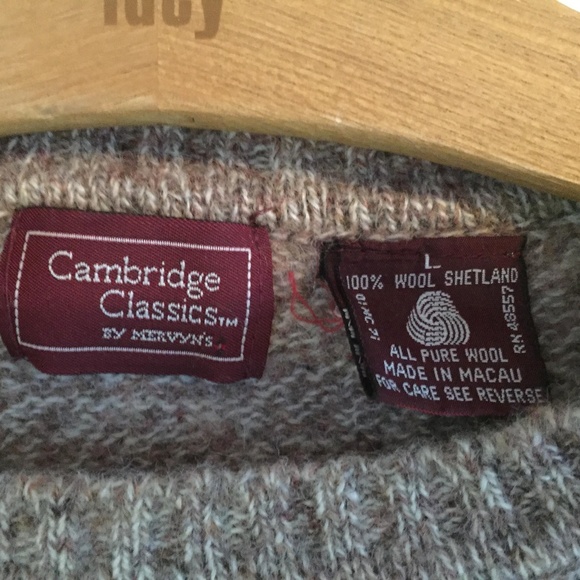 Cambridge
Classics™
BY MERVYN'S
L
100% WOOL SHETLAND
RN 48557
ALL PURE WOOL
MADE IN MACAU
FOR CARE SEE REVERSE